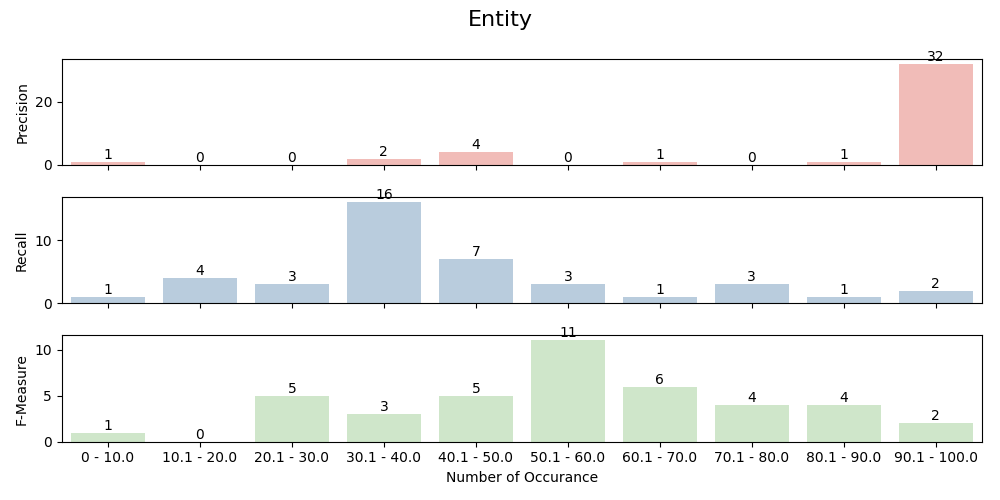 Entity
Precision
20
0
1
0
0
2
4
0
1
0
1
32
Recall
10
0
1
4
3
16
7
3
1
3
1
2
F-Measure
10
5
0
1
0
5
3
5
11
6
4
4
2
0 - 10.0
10.1 - 20.0
20.1 - 30.0
30.1 - 40.0
40.1 - 50.0
50.1 - 60.0
60.1 - 70.0
70.1 - 80.0
80.1 - 90.0
90.1 - 100.0
Number of Occurance